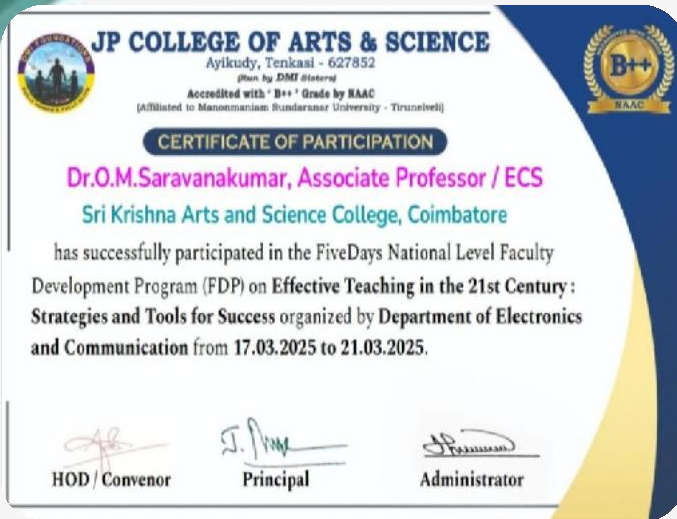 JP COLLEGE OF ARTS & SCIENCE
Ayikudy, Tenkasi - 627852
(Run by DMI Sisters)
Accredited with ' B++ ' Grade by NAAC
(Affiliated to Manonmaniam Sundaranar University - Tirunelveli)
B++
NAAC
CERTIFICATE OF PARTICIPATION
Dr.O.M.Saravanakumar, Associate Professor / ECS
Sri Krishna Arts and Science College, Coimbatore
has successfully participated in the FiveDays National Level Faculty
Development Program (FDP) on Effective Teaching in the 21st Century :
Strategies and Tools for Success organized by Department of Electronics
and Communication from 17.03.2025 to 21.03.2025.
HOD / Convenor
Principal
Administrator